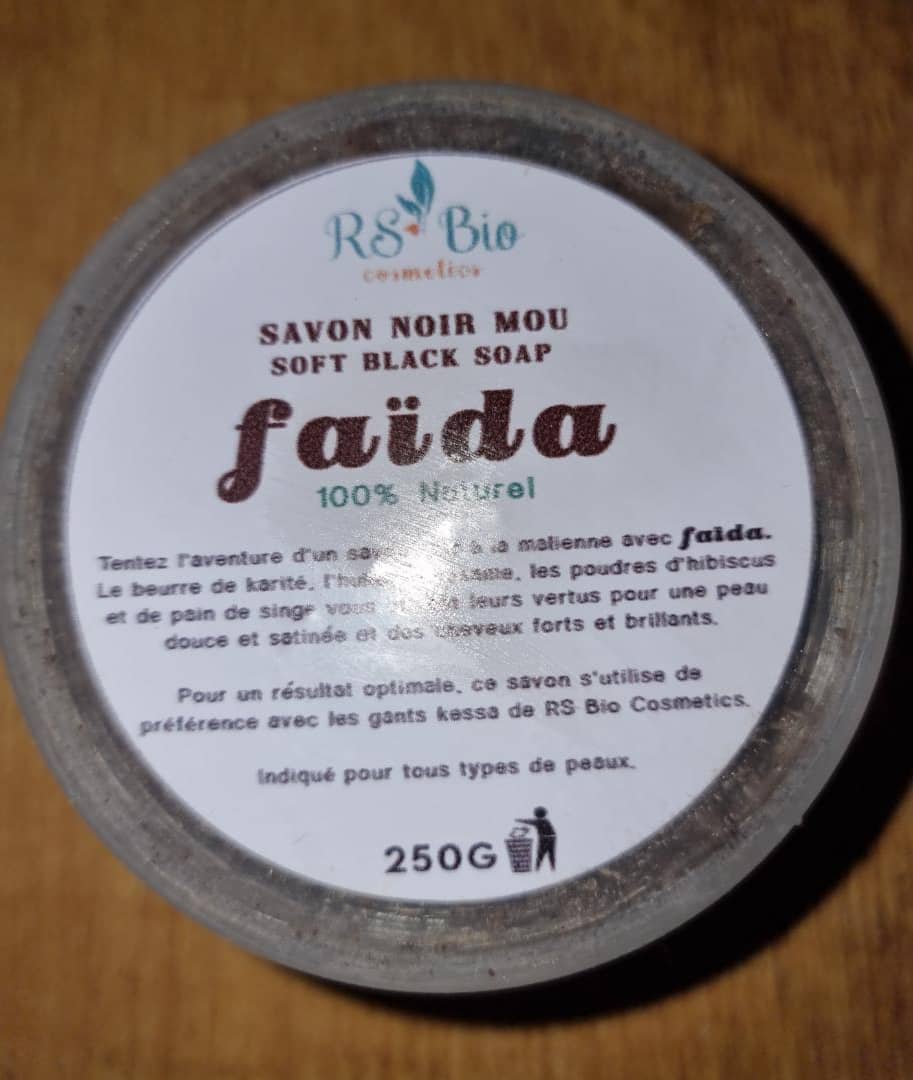 RS Bio
cosmetics
SAVON NOIR MOU
SOFT BLACK SOAP
faïda
100% Naturel
Tentez l'aventure d'un à la malienne avec faïda.
Le beurre de karité, les poudres d'hibiscus
et de pain de singe vous leurs vertus pour une peau
douce et satinée et des cheveux forts et brillants.
Pour un résultat optimale, ce savon s'utilise de
préférence avec les gants kessa de RS Bio Cosmetics.
Indiqué pour tous types de peaux.
250G